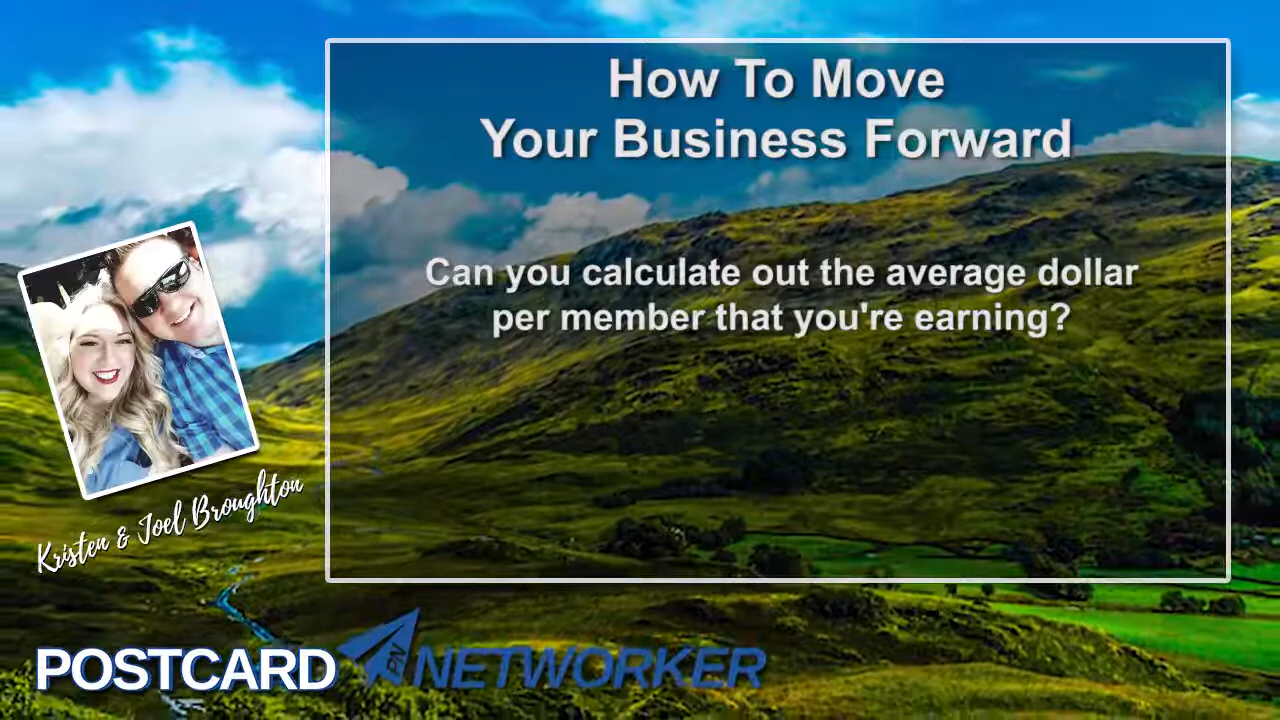 How To Move
Your Business Forward
Can you calculate out the average dollar
per member that you're earning?
Kristen & Joel Broughton
POSTCARD PN NETWORKER